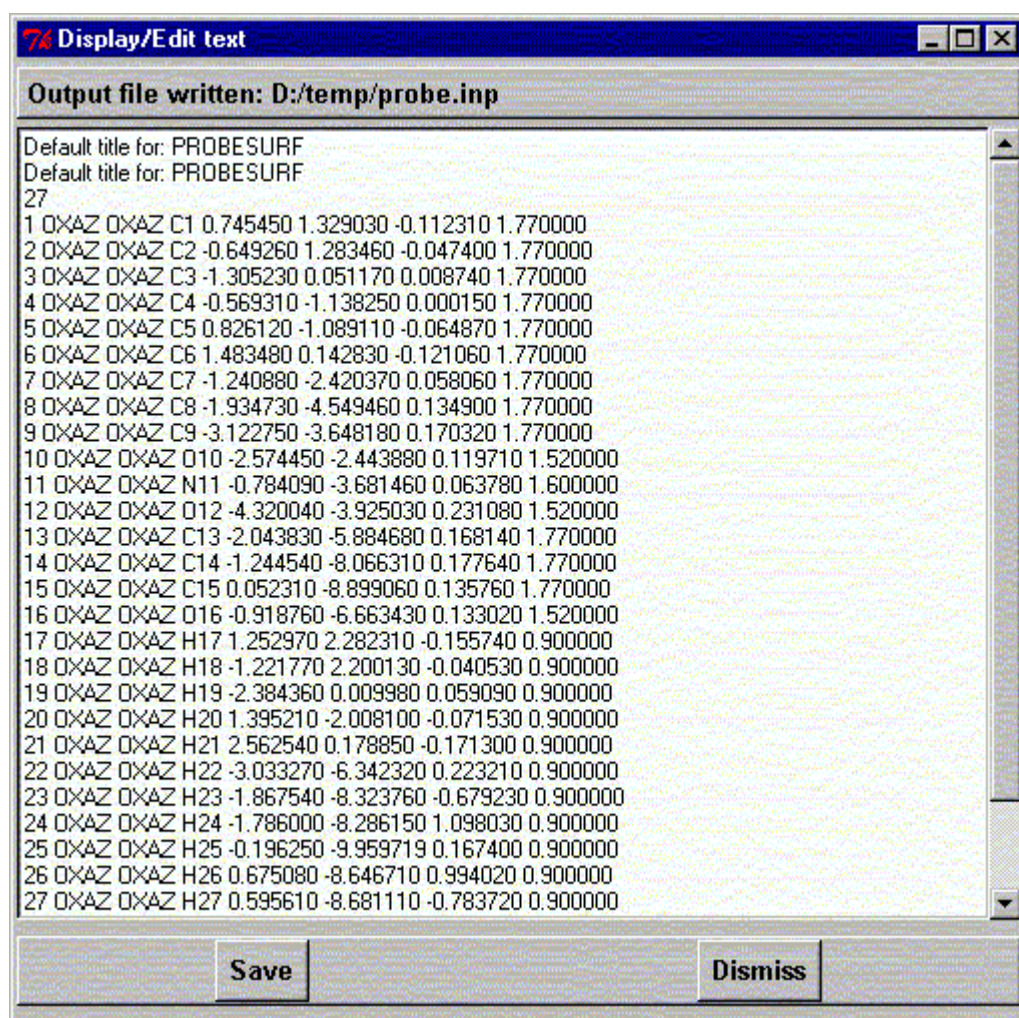 Display/Edit text
Output file written: D:/temp/probe.inp
Default title for: PROBESURF
Default title for: PROBESURF
27
1 OXAZ OXAZ C1 0.745450 1.329030 -0.112310 1.770000
2 OXAZ OXAZ C2 -0.649260 1.283460 -0.047400 1.770000
3 OXAZ OXAZ C3 -1.305230 0.051170 0.008740 1.770000
4 OXAZ OXAZ C4 -0.569310 -1.138250 0.000150 1.770000
5 OXAZ OXAZ C5 0.826120 -1.089110 -0.064870 1.770000
6 OXAZ OXAZ C6 1.483480 0.142830 -0.121060 1.770000
7 OXAZ OXAZ C7 -1.240880 -2.420370 0.058060 1.770000
8 OXAZ OXAZ C8 -1.934730 -4.549460 0.134900 1.770000
9 OXAZ OXAZ C9 -3.122750 -3.648180 0.170320 1.770000
10 OXAZ OXAZ O10 -2.574450 -2.443880 0.119710 1.520000
11 OXAZ OXAZ N11 -0.784090 -3.681460 0.063780 1.600000
12 OXAZ OXAZ O12 -4.320040 -3.925030 0.231080 1.520000
13 OXAZ OXAZ C13 -2.043830 -5.884680 0.168140 1.770000
14 OXAZ OXAZ C14 -1.244540 -8.066310 0.177640 1.770000
15 OXAZ OXAZ C15 0.052310 -8.899060 0.135760 1.770000
16 OXAZ OXAZ O16 -0.918760 -6.663430 0.133020 1.520000
17 OXAZ OXAZ H17 1.252970 2.282310 -0.155740 0.900000
18 OXAZ OXAZ H18 -1.221770 2.200130 -0.040530 0.900000
19 OXAZ OXAZ H19 -2.384360 0.009980 0.059090 0.900000
20 OXAZ OXAZ H20 1.395210 -2.008100 -0.071530 0.900000
21 OXAZ OXAZ H21 2.562540 0.178850 -0.171300 0.900000
22 OXAZ OXAZ H22 -3.033270 -6.342320 0.223210 0.900000
23 OXAZ OXAZ H23 -1.867540 -8.323760 -0.679230 0.900000
24 OXAZ OXAZ H24 -1.786000 -8.286150 1.098030 0.900000
25 OXAZ OXAZ H25 -0.196250 -9.959719 0.167400 0.900000
26 OXAZ OXAZ H26 0.675080 -8.646710 0.994020 0.900000
27 OXAZ OXAZ H27 0.595610 -8.681110 -0.783720 0.900000
Save Dismiss